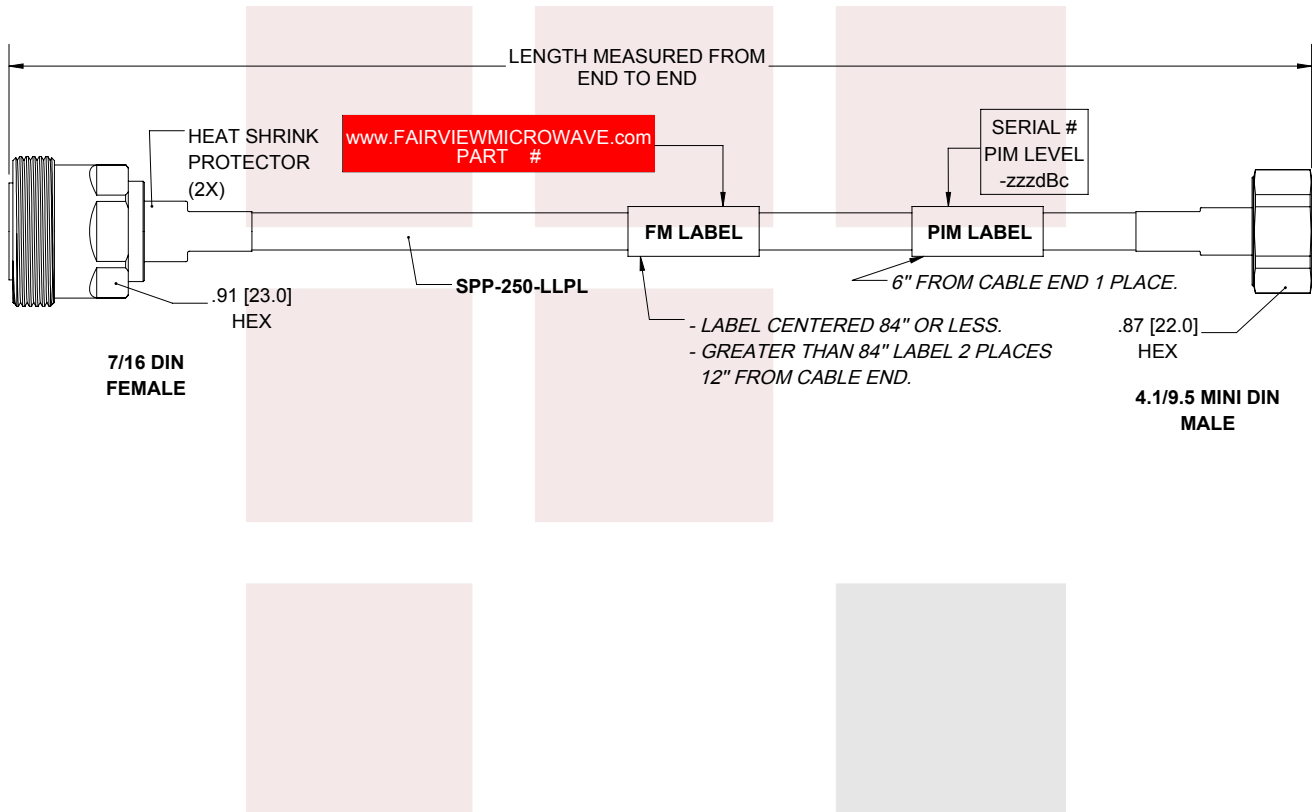 LENGTH MEASURED FROM
END TO END
HEAT SHRINK
PROTECTOR
(2X)
www.FAIRVIEWMICROWAVE.com
PART #
SERIAL #
PIM LEVEL
-zzzdBc
FM LABEL
PIM LABEL
SPP-250-LLPL
6" FROM CABLE END 1 PLACE.
.91 [23.0]
HEX
- LABEL CENTERED 84" OR LESS.
- GREATER THAN 84" LABEL 2 PLACES
12" FROM CABLE END.
.87 [22.0]
HEX
7/16 DIN
FEMALE
4.1/9.5 MINI DIN
MALE